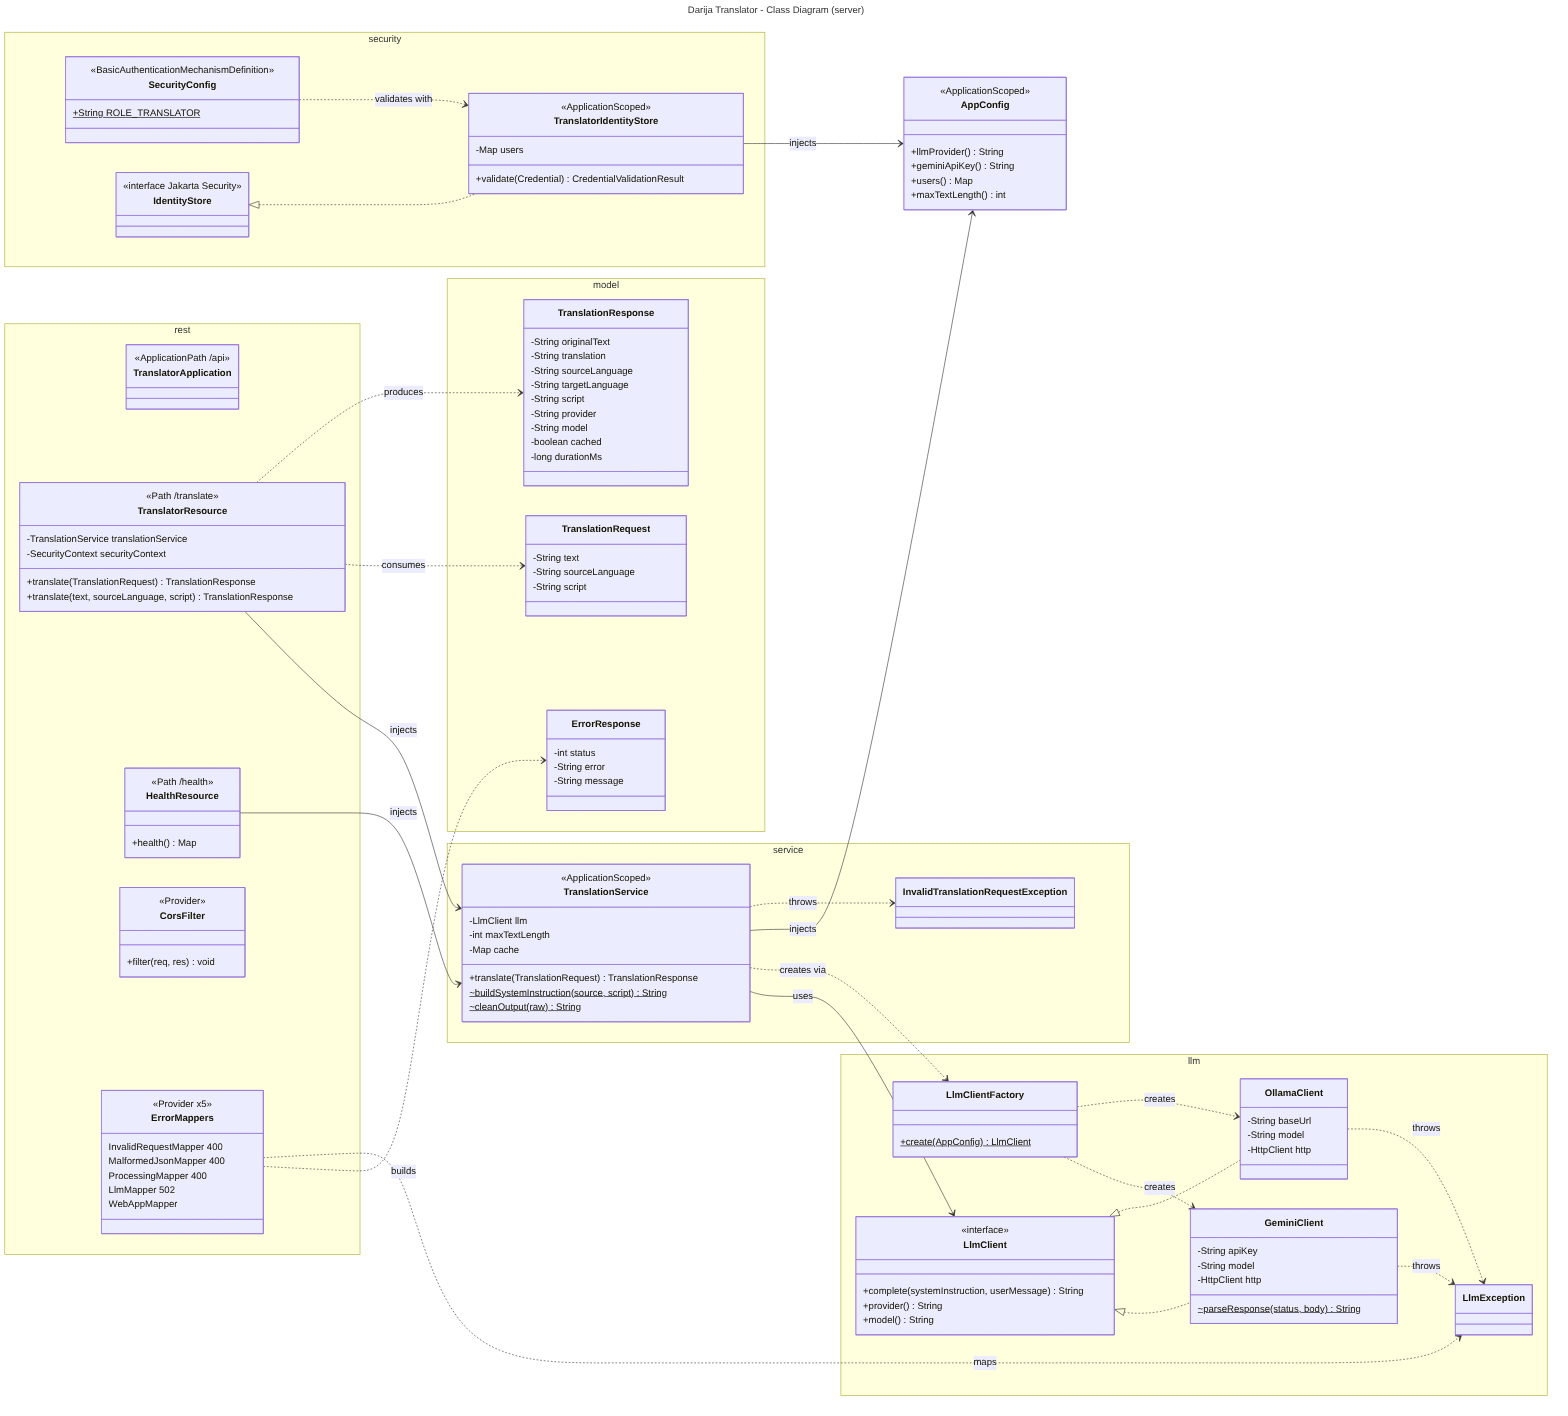 Darija Translator - Class Diagram (server)
security
«BasicAuthenticationMechanismDefinition»
SecurityConfig
+String ROLE_TRANSLATOR
validates with
«ApplicationScoped»
TranslatorIdentityStore
-Map users
+validate(Credential) : CredentialValidationResult
«interface Jakarta Security»
IdentityStore
injects
«ApplicationScoped»
AppConfig
+llmProvider() : String
+geminiApiKey() : String
+users() : Map
+maxTextLength() : int
rest
«ApplicationPath /api»
TranslatorApplication
«Path /translate»
TranslatorResource
-TranslationService translationService
-SecurityContext securityContext
+translate(TranslationRequest) : TranslationResponse
+translate(text, sourceLanguage, script) : TranslationResponse
«Path /health»
HealthResource
+health() : Map
«Provider»
CorsFilter
+filter(req, res) : void
«Provider x5»
ErrorMappers
InvalidRequestMapper 400
MalformedJsonMapper 400
ProcessingMapper 400
LlmMapper 502
WebAppMapper
produces
consumes
injects
injects
builds
maps
model
TranslationResponse
-String originalText
-String translation
-String sourceLanguage
-String targetLanguage
-String script
-String provider
-String model
-boolean cached
-long durationMs
TranslationRequest
-String text
-String sourceLanguage
-String script
ErrorResponse
-int status
-String error
-String message
service
«ApplicationScoped»
TranslationService
-LlmClient llm
-int maxTextLength
-Map cache
+translate(TranslationRequest) : TranslationResponse
~buildSystemInstruction(source, script) : String
~cleanOutput(raw) : String
throws
injects
creates via
uses
InvalidTranslationRequestException
llm
LlmClientFactory
+create(AppConfig) : LlmClient
creates
creates
OllamaClient
-String baseUrl
-String model
-HttpClient http
throws
«interface»
LlmClient
+complete(systemInstruction, userMessage) : String
+provider() : String
+model() : String
GeminiClient
-String apiKey
-String model
-HttpClient http
~parseResponse(status, body) : String
throws
LlmException